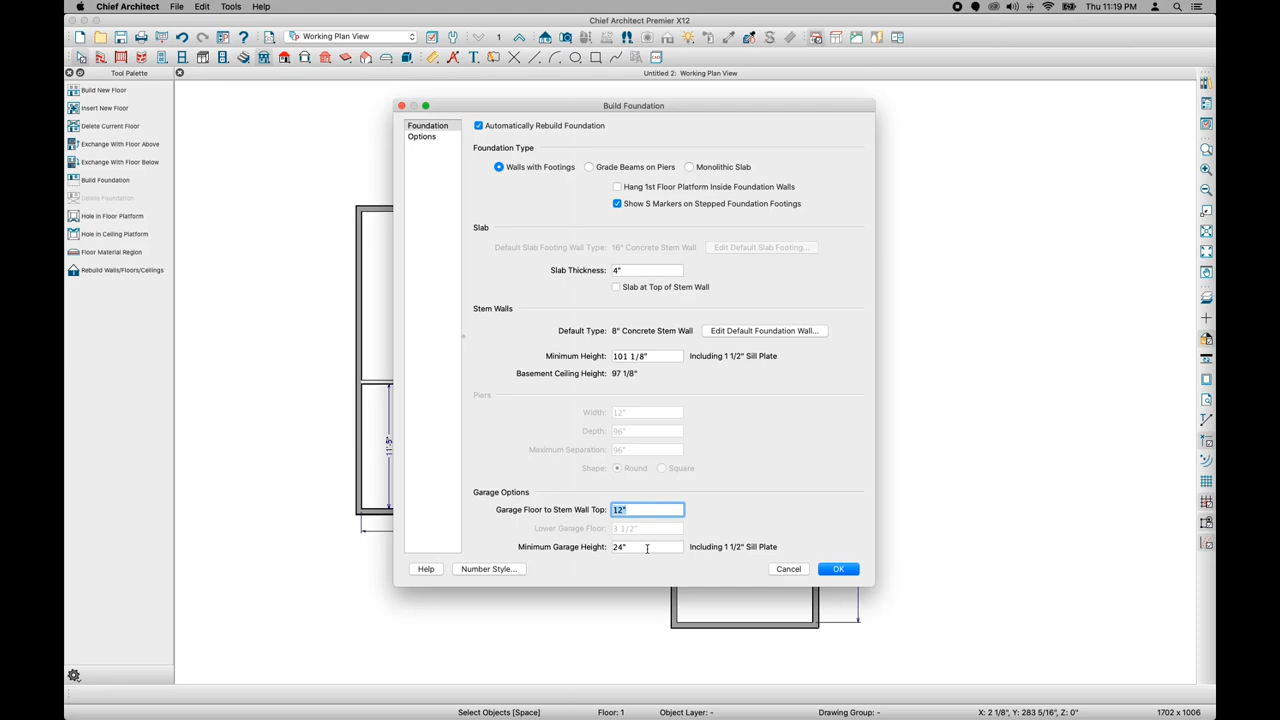 Chief Architect File Edit Tools Help Thu 11:19 PM
Chief Architect Premier X12
Working Plan View 1
Tool Palette Untitled 2: Working Plan View
Build New Floor
Insert New Floor
Delete Current Floor
Exchange With Floor Above
Exchange With Floor Below
Build Foundation
Delete Foundation
Hole in Floor Platform
Hole in Ceiling Platform
Floor Material Region
Rebuild Walls/Floors/Ceilings
11'-5"
Build Foundation
Foundation
Options
Automatically Rebuild Foundation
Foundation Type
Walls with Footings Grade Beams on Piers Monolithic Slab
Hang 1st Floor Platform Inside Foundation Walls
Show S Markers on Stepped Foundation Footings
Slab
Default Slab Footing Wall Type: 16" Concrete Stem Wall Edit Default Slab Footing...
Slab Thickness: 4"
Slab at Top of Stem Wall
Stem Walls
Default Type: 8" Concrete Stem Wall Edit Default Foundation Wall...
Minimum Height: 101 1/8" Including 1 1/2" Sill Plate
Basement Ceiling Height: 97 1/8"
Piers
Width: 12"
Depth: 96"
Maximum Separation: 96"
Shape: Round Square
Garage Options
Garage Floor to Stem Wall Top: 12"
Lower Garage Floor: 3 1/2"
Minimum Garage Height: 24" Including 1 1/2" Sill Plate
Help Number Style... Cancel OK
Select Objects [Space] Floor: 1 Object Layer: - Drawing Group: - X: 2 1/8", Y: 283 5/16", Z: 0" 1702 x 1006